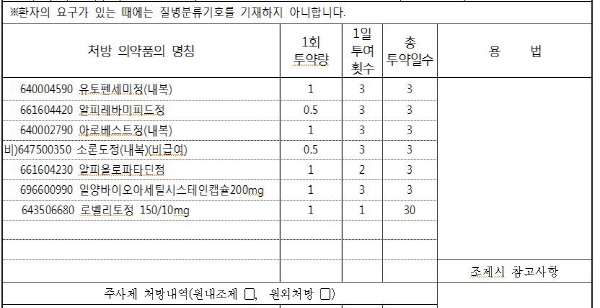 ※환자의 요구가 있는 때에는 질병분류기호를 기재하지 아니합니다.
처방 의약품의 명칭 1회 투약량 1일 투여 횟수 총 투약일수 용 법
640004590 유토펜세미정(내복) 1 3 3
661604420 알피레바미피드정 0.5 3 3
640002790 아로베스트정(내복) 1 3 3
비)647500350 소론도정(내복)(비급여) 0.5 3 3
661604230 알피올로파타딘정 1 2 3
696600990 일양바이오아세틸시스테인캡슐200mg 1 3 3
643506680 로벨리토정 150/10mg 1 1 30
조제시 참고사항
주사제 처방내역(원내조제 □, 원외처방 □)